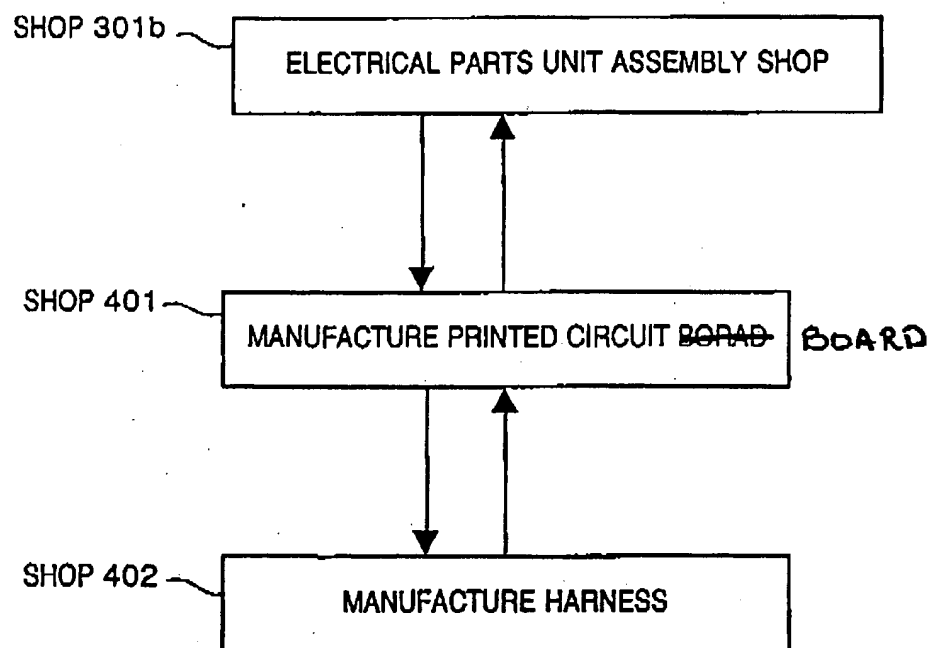 SHOP 301b
ELECTRICAL PARTS UNIT ASSEMBLY SHOP
SHOP 401
MANUFACTURE PRINTED CIRCUIT BORAD BOARD
SHOP 402
MANUFACTURE HARNESS